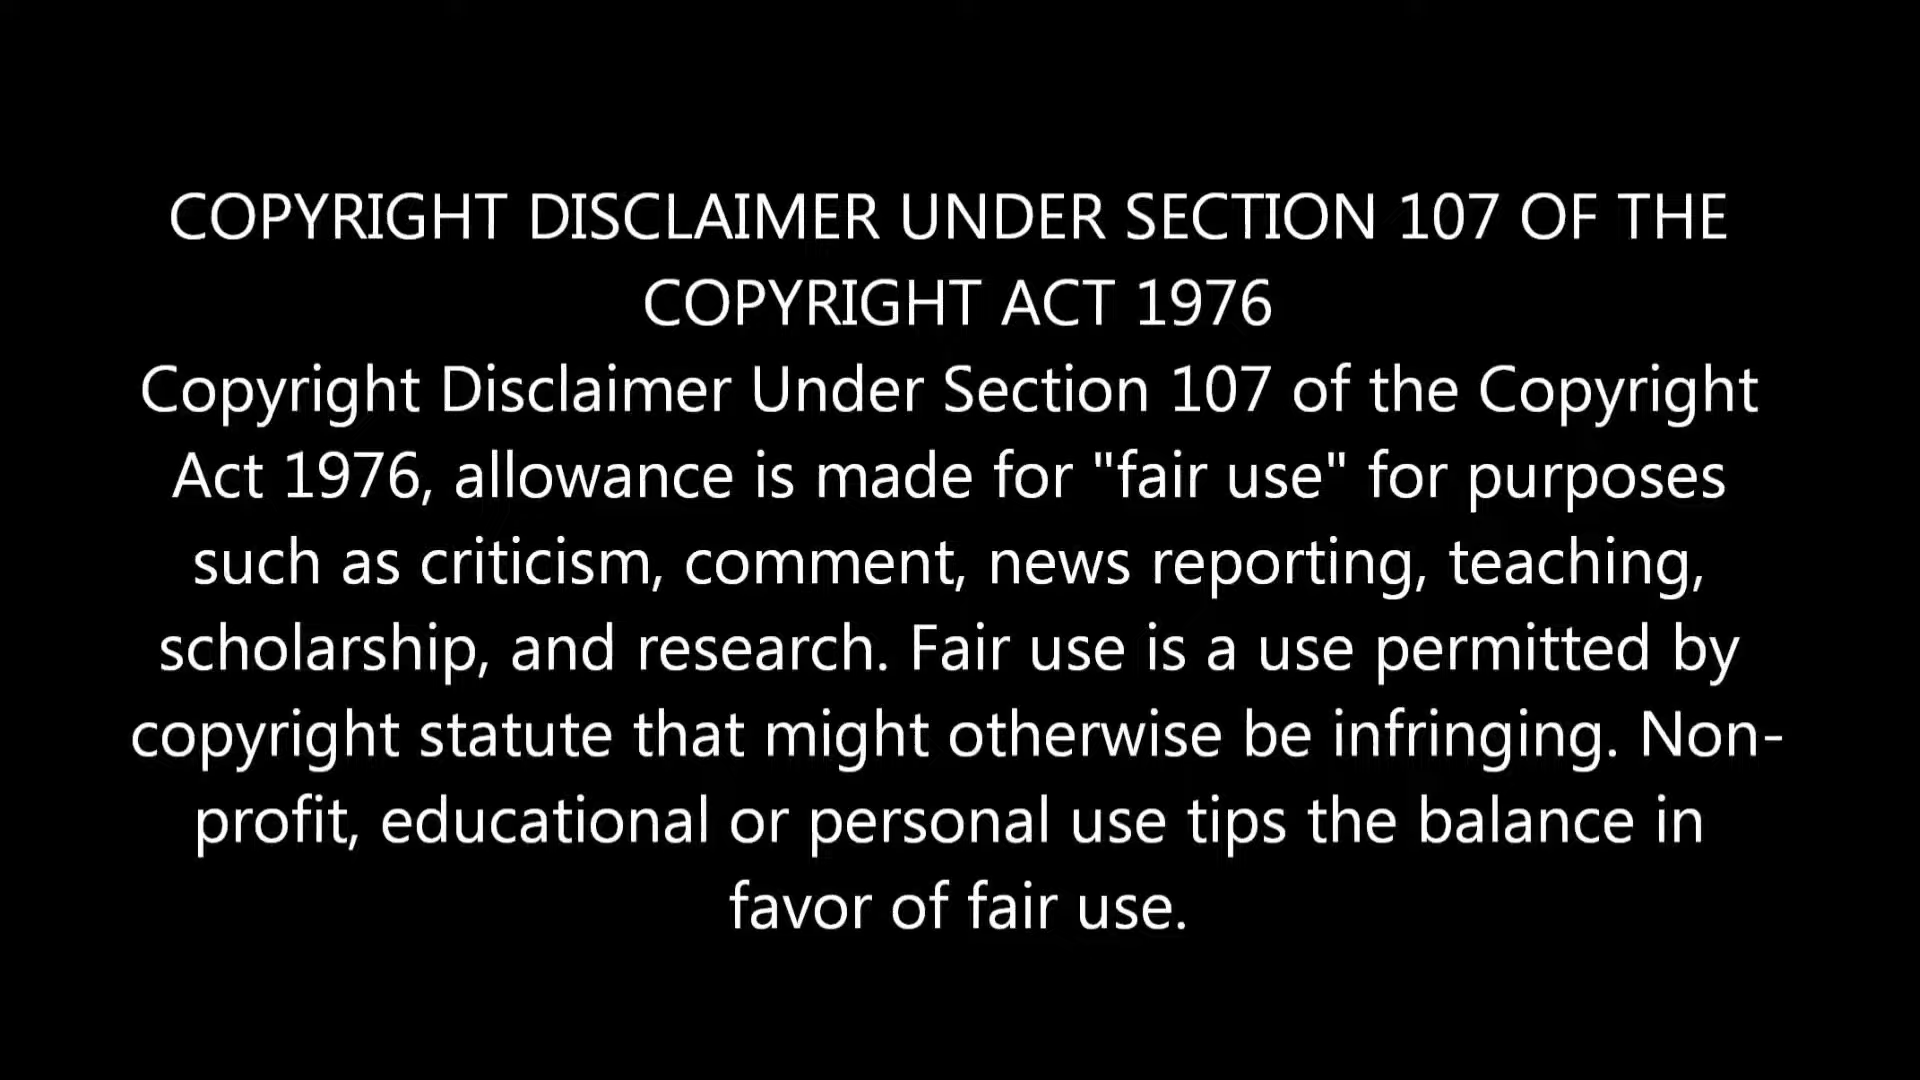 COPYRIGHT DISCLAIMER UNDER SECTION 107 OF THE
COPYRIGHT ACT 1976
Copyright Disclaimer Under Section 107 of the Copyright
Act 1976, allowance is made for "fair use" for purposes
such as criticism, comment, news reporting, teaching,
scholarship, and research. Fair use is a use permitted by
copyright statute that might otherwise be infringing. Non-
profit, educational or personal use tips the balance in
favor of fair use.